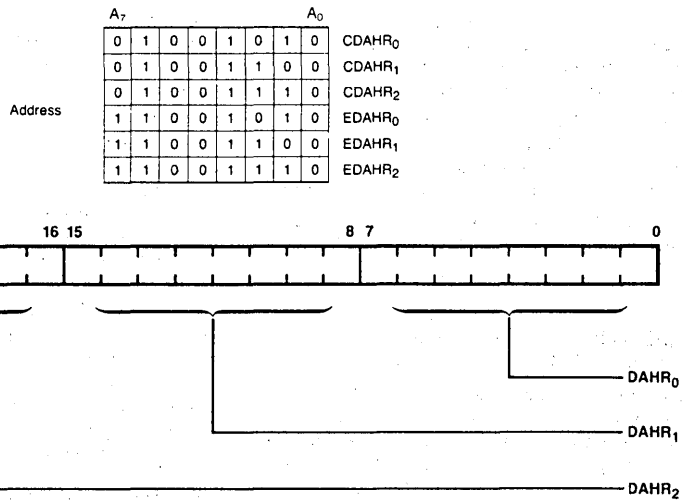 A7 A0
0 1 0 0 1 0 1 0 CDAHR0
0 1 0 0 1 1 0 0 CDAHR1
0 1 0 0 1 1 1 0 CDAHR2
Address
1 1 0 0 1 0 1 0 EDAHR0
1 1 0 0 1 1 0 0 EDAHR1
1 1 0 0 1 1 1 0 EDAHR2
16 15 8 7 0
DAHR0
DAHR1
DAHR2